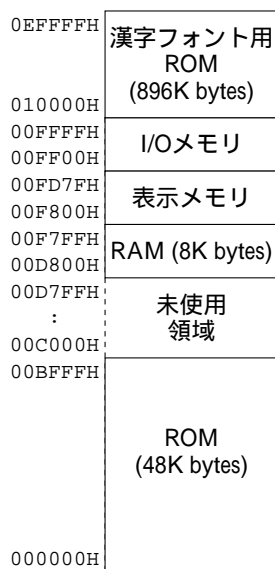 0EFFFFH
漢字フォント用
ROM
(896K bytes)
010000H
00FFFFH
I/Oメモリ
00FF00H
00FD7FH
表示メモリ
00F800H
00F7FFH
RAM (8K bytes)
00D800H
00D7FFH
未使用
:
領域
00C000H
00BFFFH
ROM
(48K bytes)
000000H